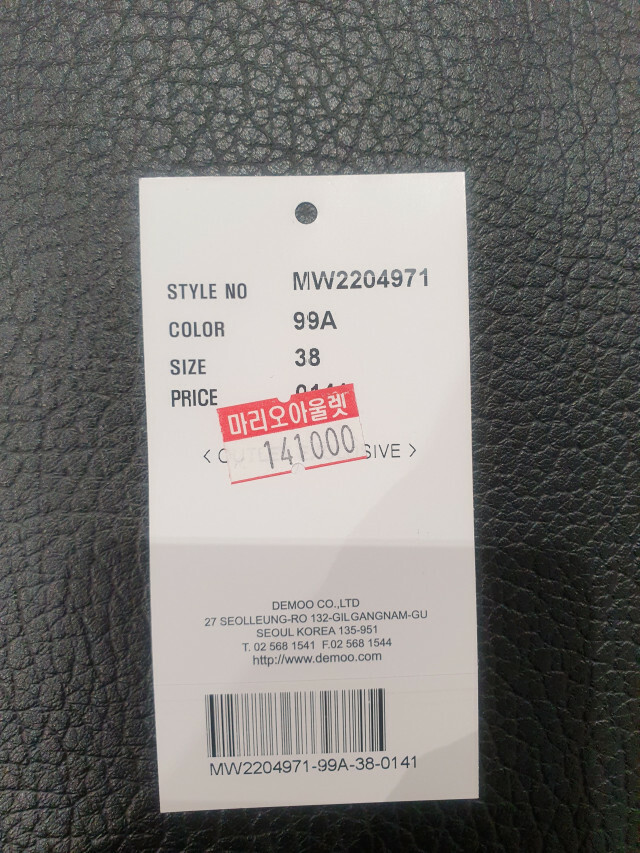 STYLE NO MW2204971
COLOR 99A
SIZE 38
PRICE
마리오아울렛
141000
DEMOO CO.,LTD
27 SEOLLEUNG-RO 132-GILGANGNAM-GU
SEOUL KOREA 135-951
T. 02 568 1541 F.02 568 1544
http://www.demoo.com
MW2204971-99A-38-0141